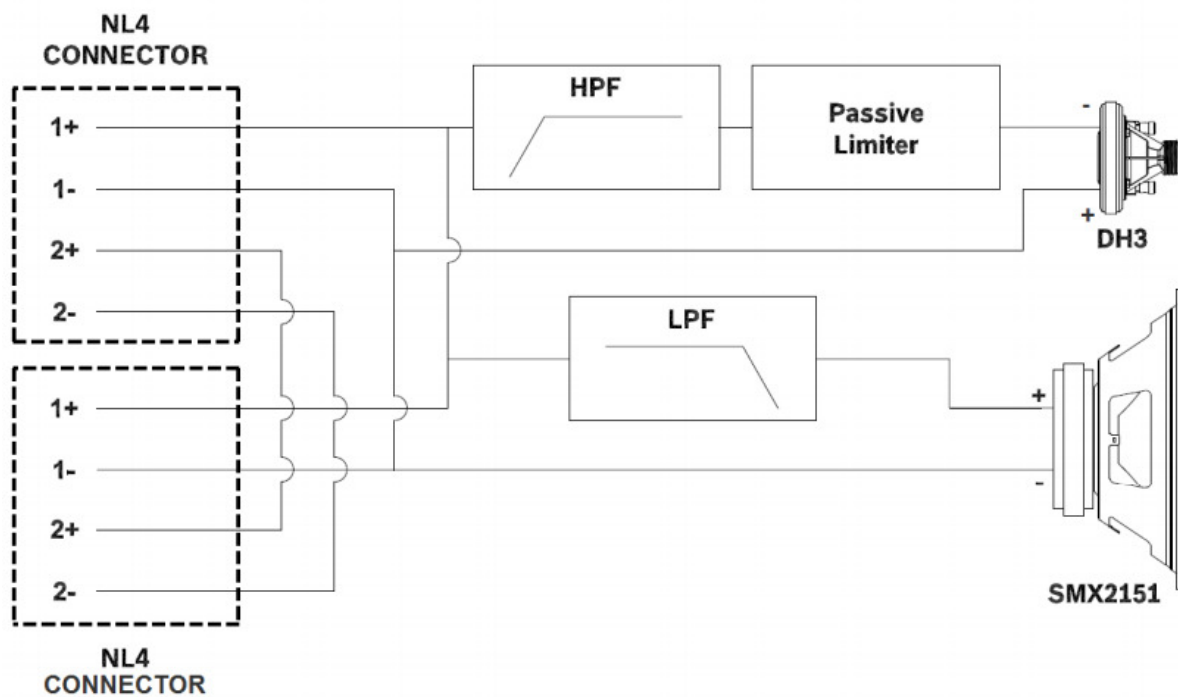 NL4
CONNECTOR
1+
1-
2+
2-
HPF
Passive
Limiter
-
+
DH3
1+
1-
2+
2-
LPF
+
-
SMX2151
NL4
CONNECTOR